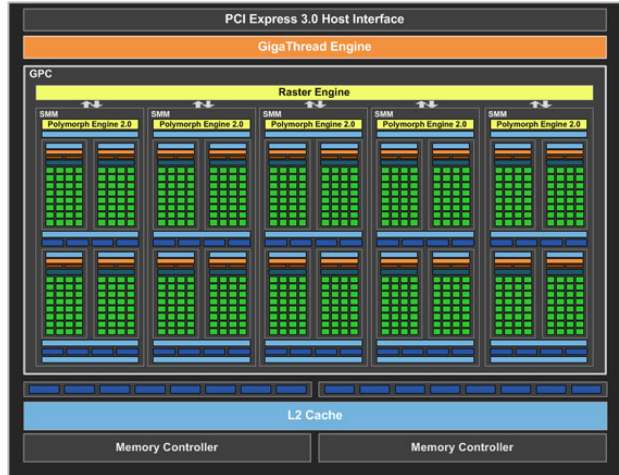 PCI Express 3.0 Host Interface
GigaThread Engine
GPC
Raster Engine
SMM
Polymorph Engine 2.0
SMM
Polymorph Engine 2.0
SMM
Polymorph Engine 2.0
SMM
Polymorph Engine 2.0
SMM
Polymorph Engine 2.0
L2 Cache
Memory Controller
Memory Controller